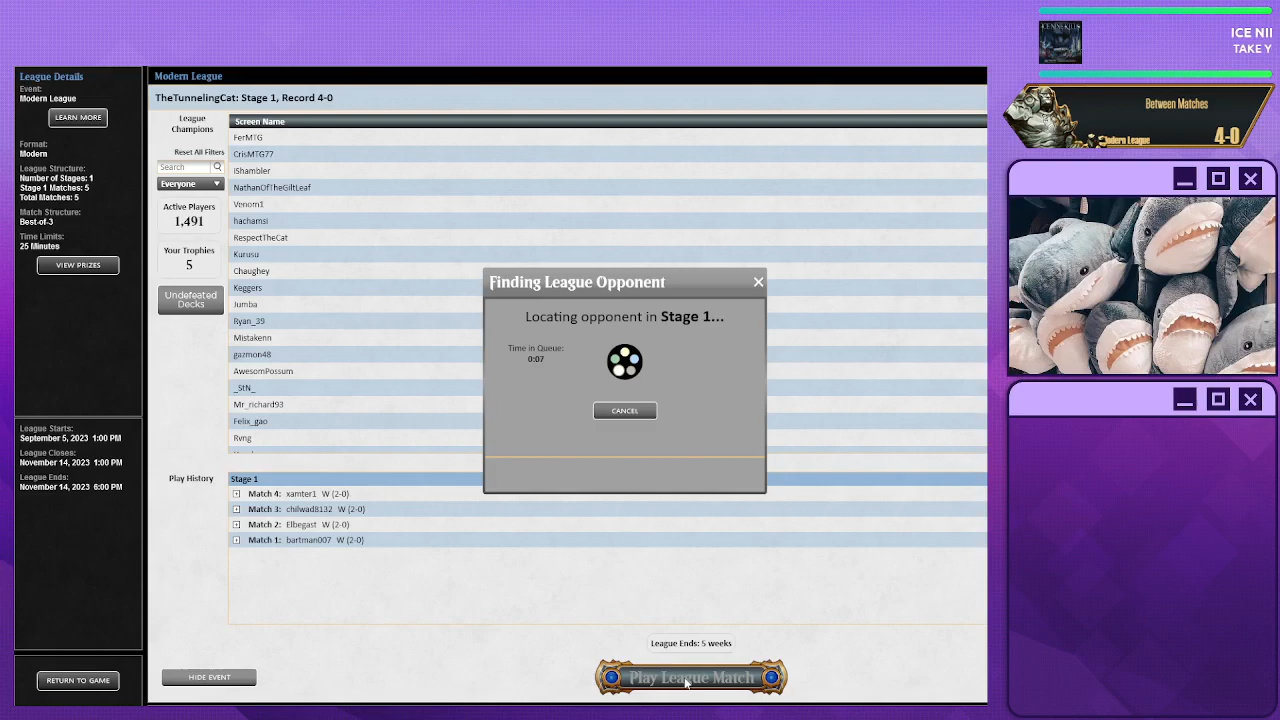 ICE NII
TAKE Y
League Details
Event:
Modern League
LEARN MORE
Format:
Modern
League Structure:
Number of Stages: 1
Stage 1 Matches: 5
Total Matches: 5
Match Structure:
Best-of-3
Time Limits:
25 Minutes
VIEW PRIZES
League Starts:
September 5, 2023 1:00 PM
League Closes:
November 14, 2023 1:00 PM
League Ends:
November 14, 2023 6:00 PM
RETURN TO GAME
Modern League
TheTunnelingCat: Stage 1, Record 4-0
League
Champions
Reset All Filters
Search
Everyone
Active Players
1,491
Your Trophies
5
Undefeated
Decks
Screen Name
FerMTG
CrisMTG77
iShambler
NathanOfTheGiltLeaf
Venom1
hachamsi
RespectTheCat
Kurusu
Chaughey
Keggers
Jumba
Ryan_39
Mistakenn
gazmon48
AwesomPossum
_StN_
Mr_richard93
Felix_gao
Rvng
Finding League Opponent
Locating opponent in Stage 1...
Time in Queue:
0:07
CANCEL
Play History
Stage 1
Match 4: xamter1 W (2-0)
Match 3: chilwad8132 W (2-0)
Match 2: Elbegast W (2-0)
Match 1: bartman007 W (2-0)
League Ends: 5 weeks
HIDE EVENT
Play League Match
Between Matches
Modern League
4-0